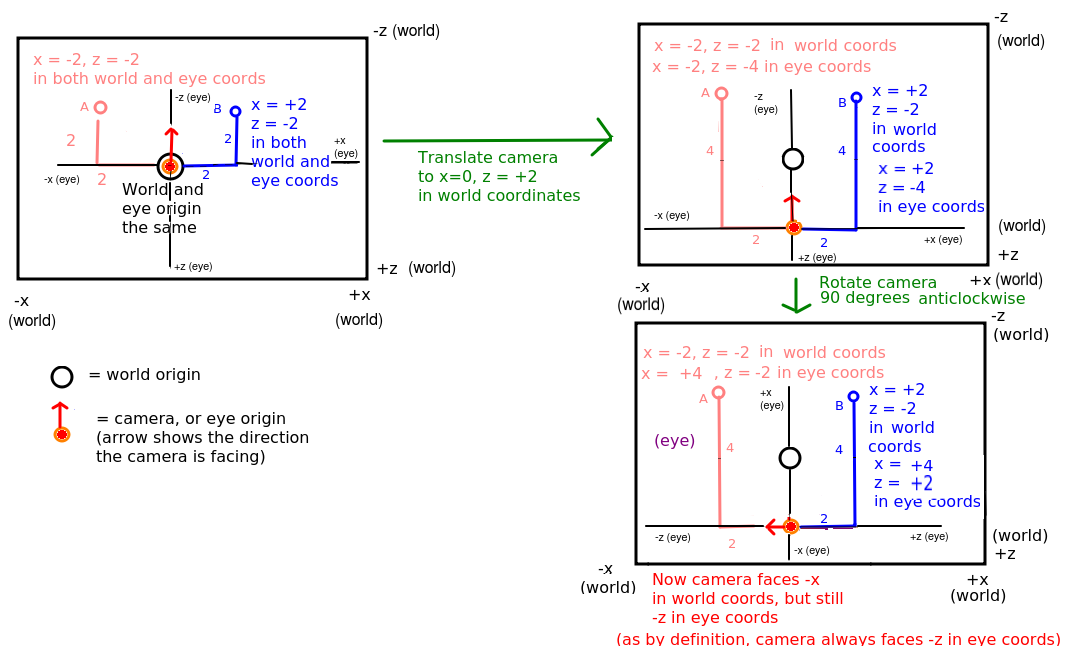 -z (world)
x = -2, z = -2
in both world and eye coords
-z (eye)
A
B
x = +2
z = -2
in both
world and
eye coords
2
2
2
2
+x
(eye)
-x (eye)
World and
eye origin
the same
+z (eye)
+z (world)
-x
(world)
+x
(world)
Translate camera
to x=0, z = +2
in world coordinates
-z
(world)
x = -2, z = -2 in world coords
x = -2, z = -4 in eye coords
A
-z
(eye)
B
x = +2
z = -2
in world
coords
x = +2
z = -4
in eye coords
4
4
-x (eye)
2
2
+x (eye)
+z (eye)
(world)
+z
-x
(world)
+x (world)
Rotate camera
90 degrees anticlockwise
-z
(world)
x = -2, z = -2 in world coords
x = +4 , z = -2 in eye coords
A
+x
(eye)
B
x = +2
z = -2
in world
coords
x = +4
z = +2
in eye coords
(eye)
4
4
2
2
-z (eye)
+z (eye)
-x (eye)
(world)
+z
-x
(world)
+x
(world)
Now camera faces -x
in world coords, but still
-z in eye coords
(as by definition, camera always faces -z in eye coords)
= world origin
= camera, or eye origin
(arrow shows the direction
the camera is facing)